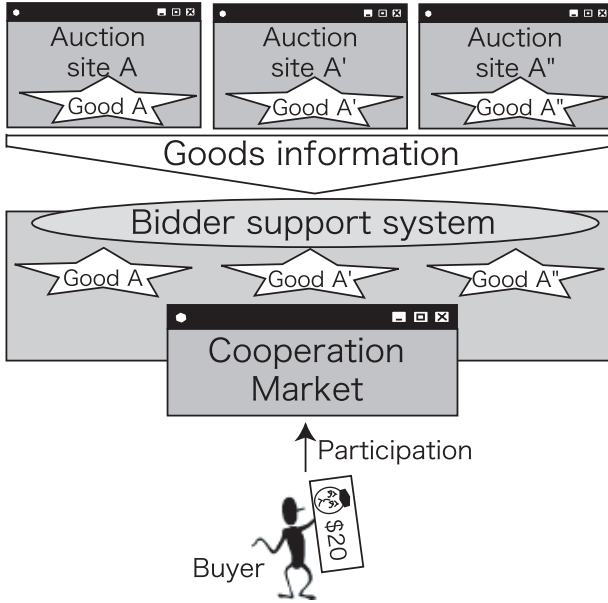 Auction
site A
Good A
Auction
site A'
Good A'
Auction
site A"
Good A"
Goods information
Bidder support system
Good A
Good A'
Good A"
Cooperation
Market
Participation
$20
Buyer